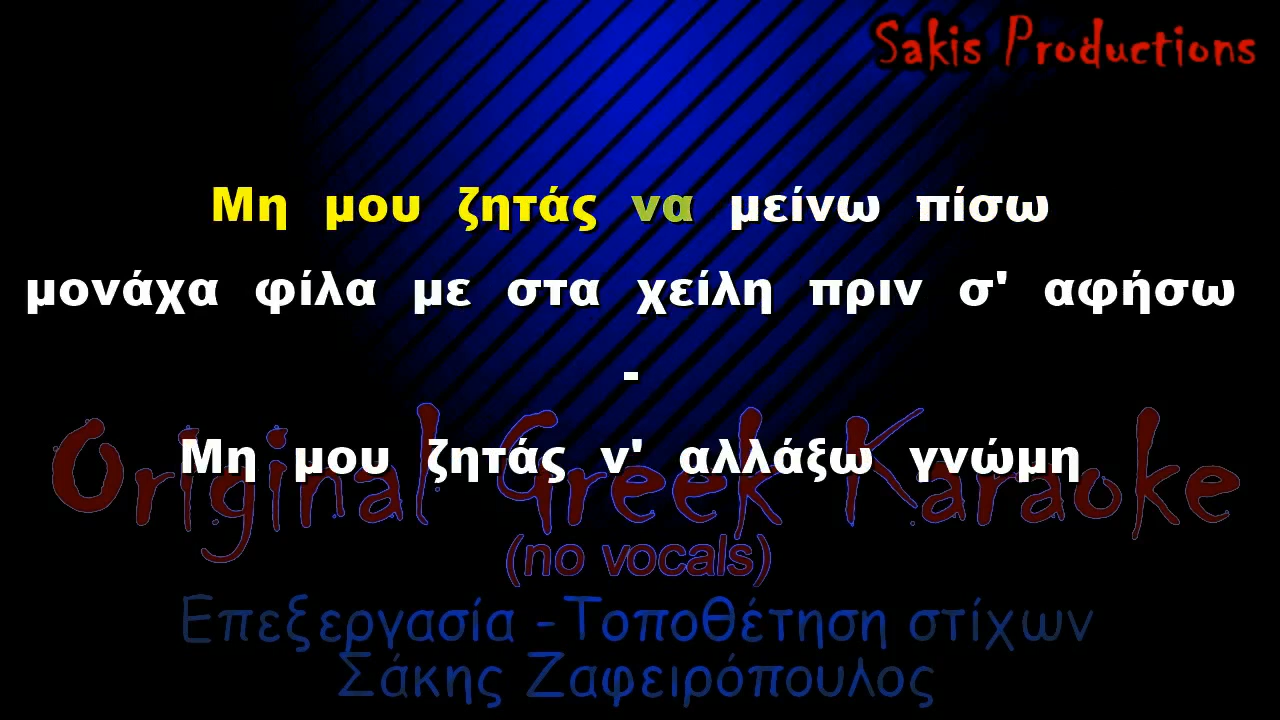 Sakis Productions
Μη μου ζητάς να μείνω πίσω
μονάχα φίλα με στα χείλη πριν σ' αφήσω
-
Μη μου ζητάς ν' αλλάξω γνώμη
Original Greek Karaoke
(no vocals)
Επεξεργασία - Τοποθέτηση στίχων
Σάκης Ζαφειρόπουλος